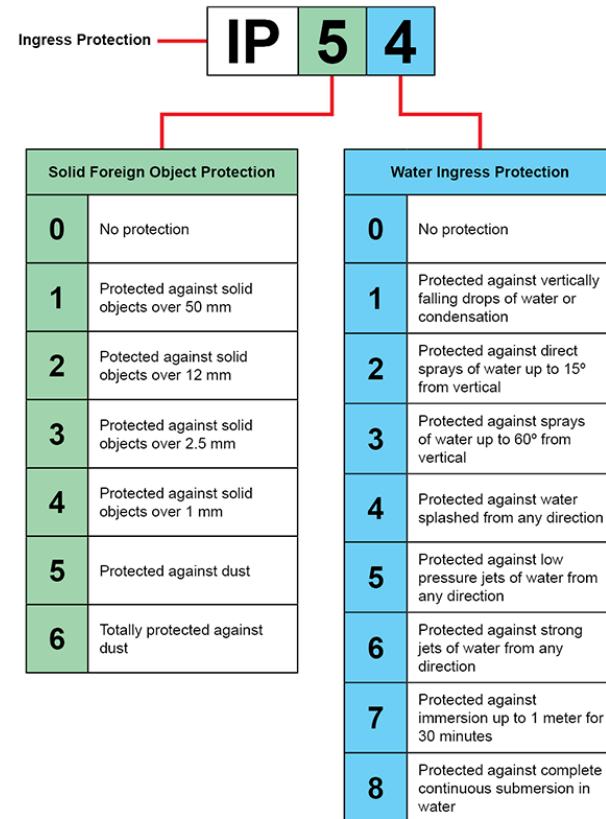 Ingress Protection
IP 5 4
Solid Foreign Object Protection
0
No protection
1
Protected against solid
objects over 50 mm
2
Potected against solid
objects over 12 mm
3
Protected against solid
objects over 2.5 mm
4
Protected against solid
objects over 1 mm
5
Protected against dust
6
Totally protected against
dust
Water Ingress Protection
0
No protection
1
Protected against vertically
falling drops of water or
condensation
2
Protected against direct
sprays of water up to 15º
from vertical
3
Protected against sprays
of water up to 60º from
vertical
4
Protected against water
splashed from any direction
5
Protected against low
pressure jets of water from
any direction
6
Protected against strong
jets of water from any
direction
7
Protected against
immersion up to 1 meter for
30 minutes
8
Protected against complete
continuous submersion in
water